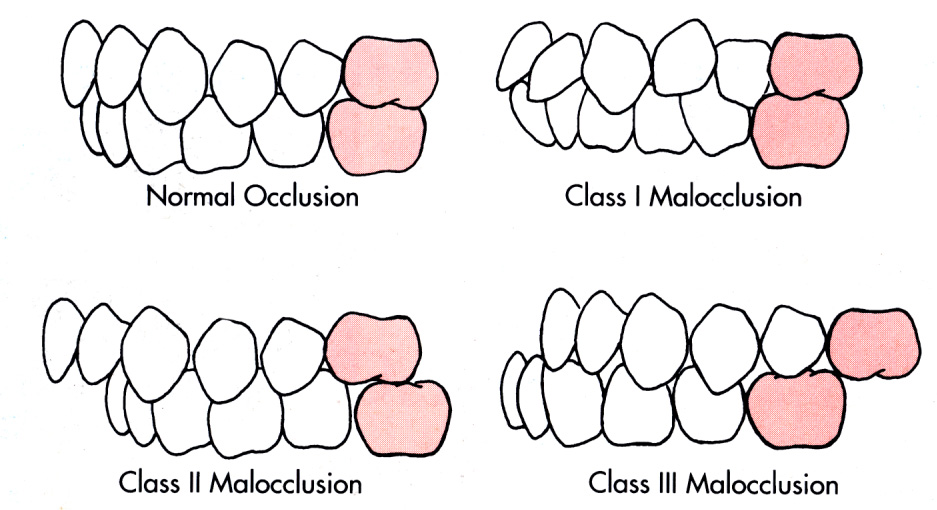 Normal Occlusion
Class I Malocclusion
Class II Malocclusion
Class III Malocclusion